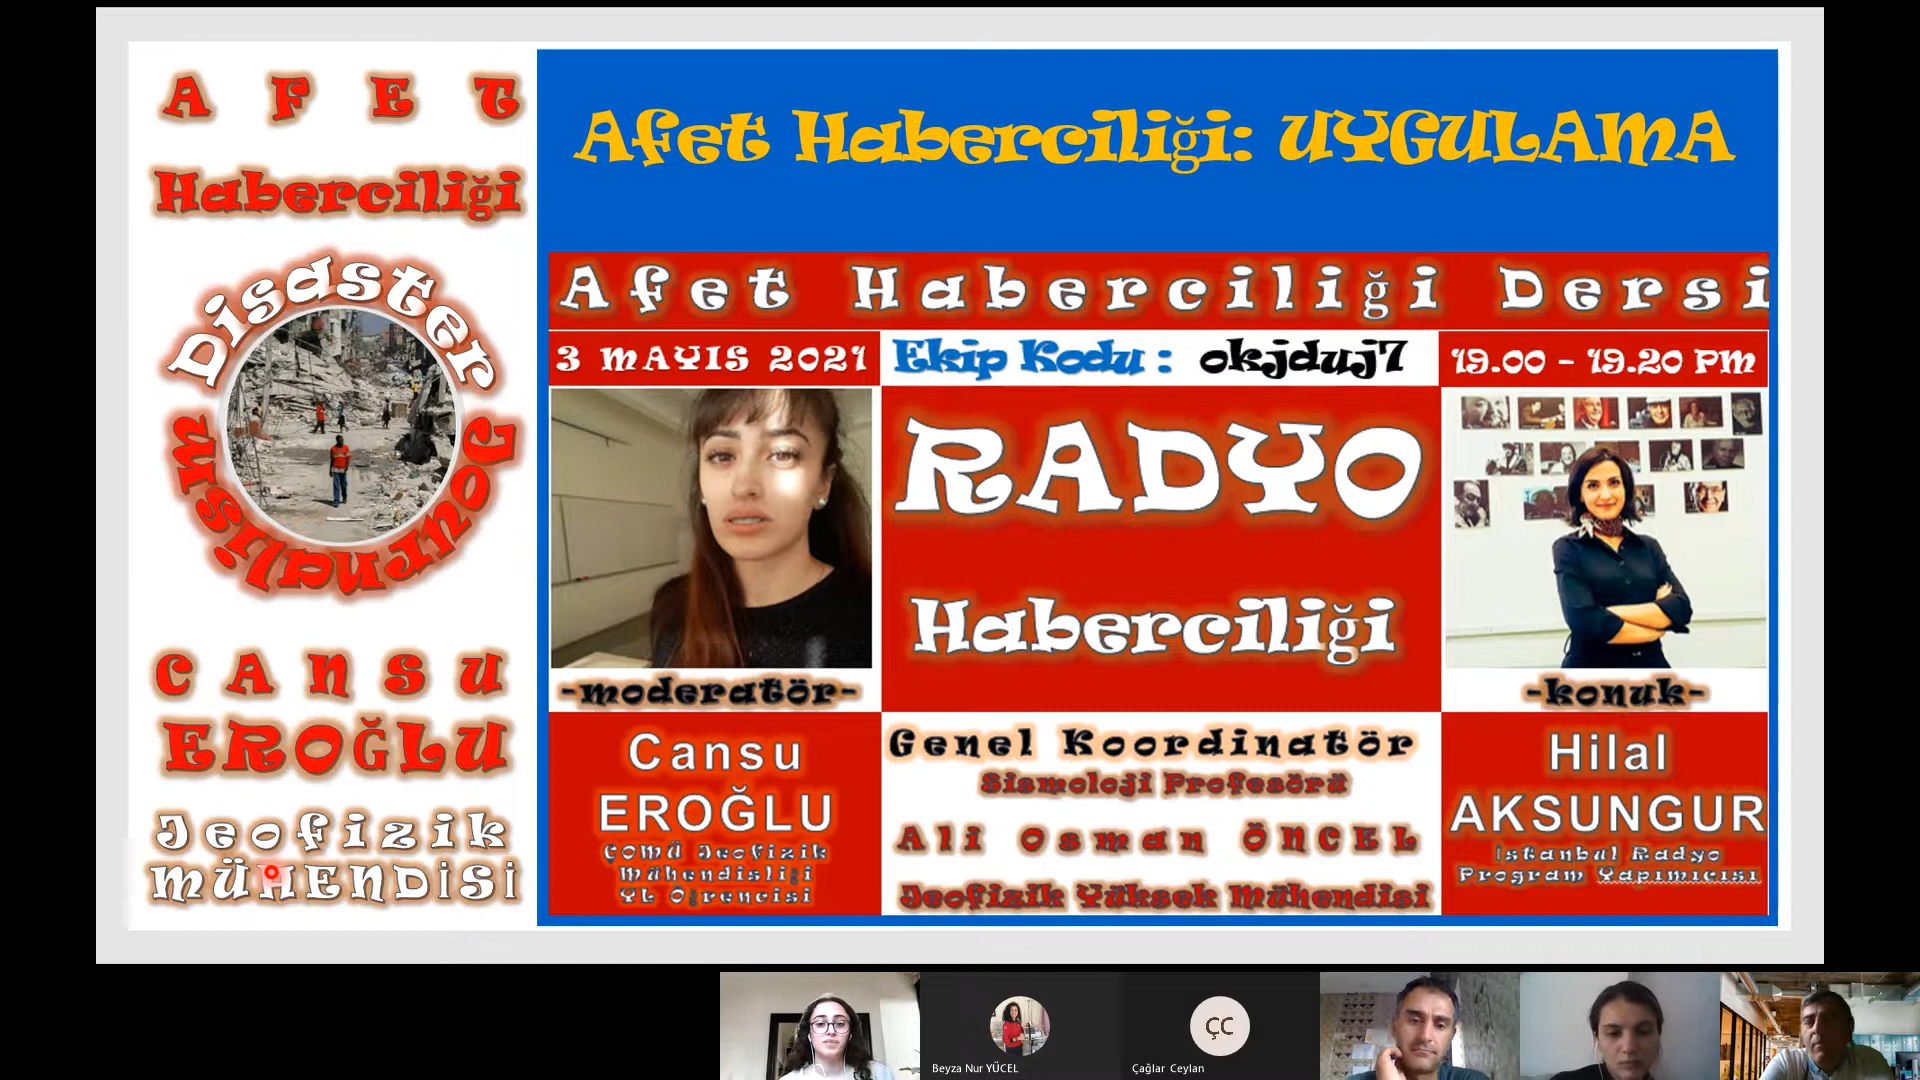 AFET
Haberciliği
Disaster Journalism
CANSU
EROĞLU
Jeofizik
MÜHENDİSİ
Afet Haberciliği: UYGULAMA
Afet Haberciliği Dersi
3 MAYIS 2021
Ekip Kodu : okjduj7
19.00 - 19.20 PM
RADYO
Haberciliği
-moderatör-
-konuk-
Cansu
EROĞLU
ÇOMÜ Jeofizik
Mühendisliği
YL Öğrencisi
Genel Koordinatör
Sismoloji Profesörü
Ali Osman ÖNCEL
Jeofizik Yüksek Mühendisi
Hilal
AKSUNGUR
İstanbul Radyo
Program Yapımıcısı
ÇC
Beyza Nur YÜCEL
Çağlar Ceylan